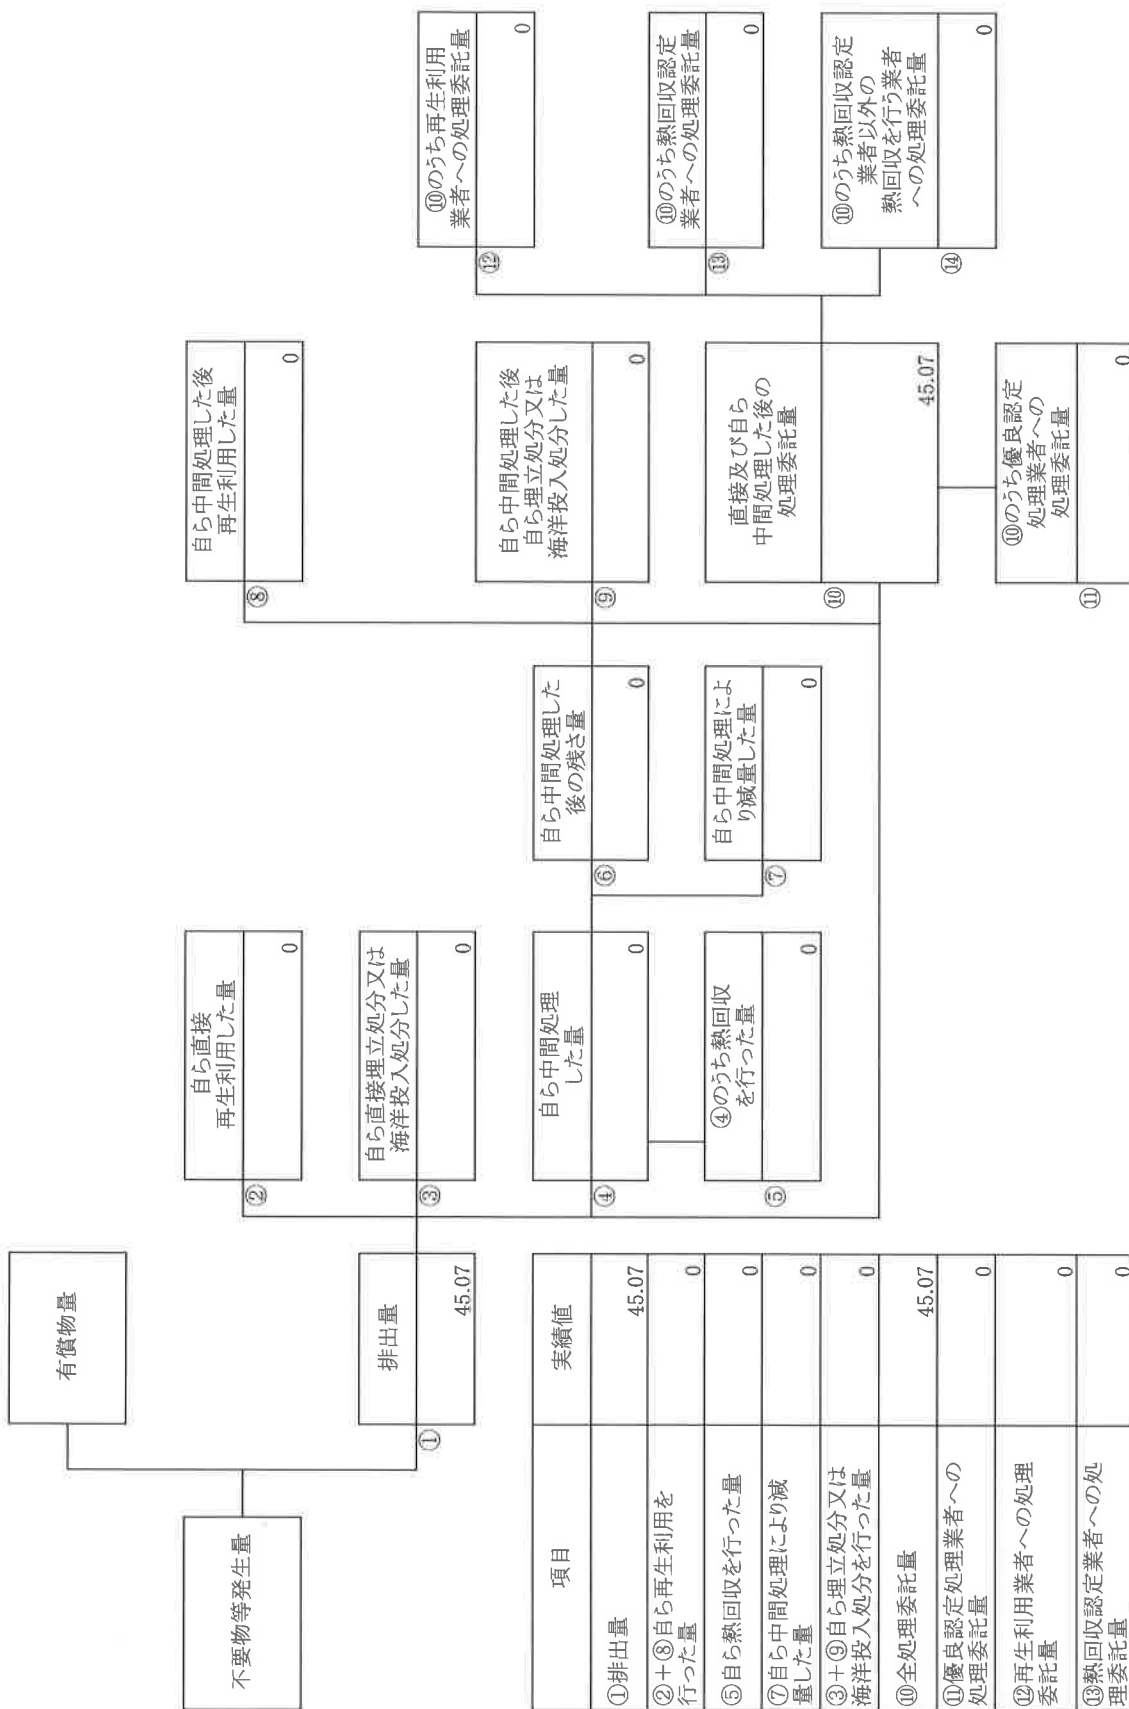 不要物等発生量
有償物量
①
排出量
45.07
②
自ら直接
再生利用した量
0
③
自ら直接埋立処分又は
海洋投入処分した量
0
④
自ら中間処理
した量
0
⑤
④のうち熱回収
を行った量
0
⑥
自ら中間処理した
後の残さ量
0
⑦
自ら中間処理によ
り減量した量
0
⑧
自ら中間処理した後
再生利用した量
0
⑨
自ら中間処理した後
自ら埋立処分又は
海洋投入処分した量
0
⑩
直接及び自ら
中間処理した後の
処理委託量
45.07
⑪
⑩のうち優良認定
処理業者への
処理委託量
0
⑫
⑩のうち再生利用
業者への処理委託量
0
⑬
⑩のうち熱回収認定
業者への処理委託量
0
⑭
⑩のうち熱回収認定
業者以外の
熱回収を行う業者
への処理委託量
0
項目 実績値
①排出量 45.07
②+⑧自ら再生利用を
行った量 0
⑤自ら熱回収を行った量 0
⑦自ら中間処理により減
量した量 0
③+⑨自ら埋立処分又は
海洋投入処分を行った量 0
⑩全処理委託量 45.07
⑪優良認定処理業者への
処理委託量 0
⑫再生利用業者への処理
委託量 0
⑬熱回収認定業者への処
理委託量 0